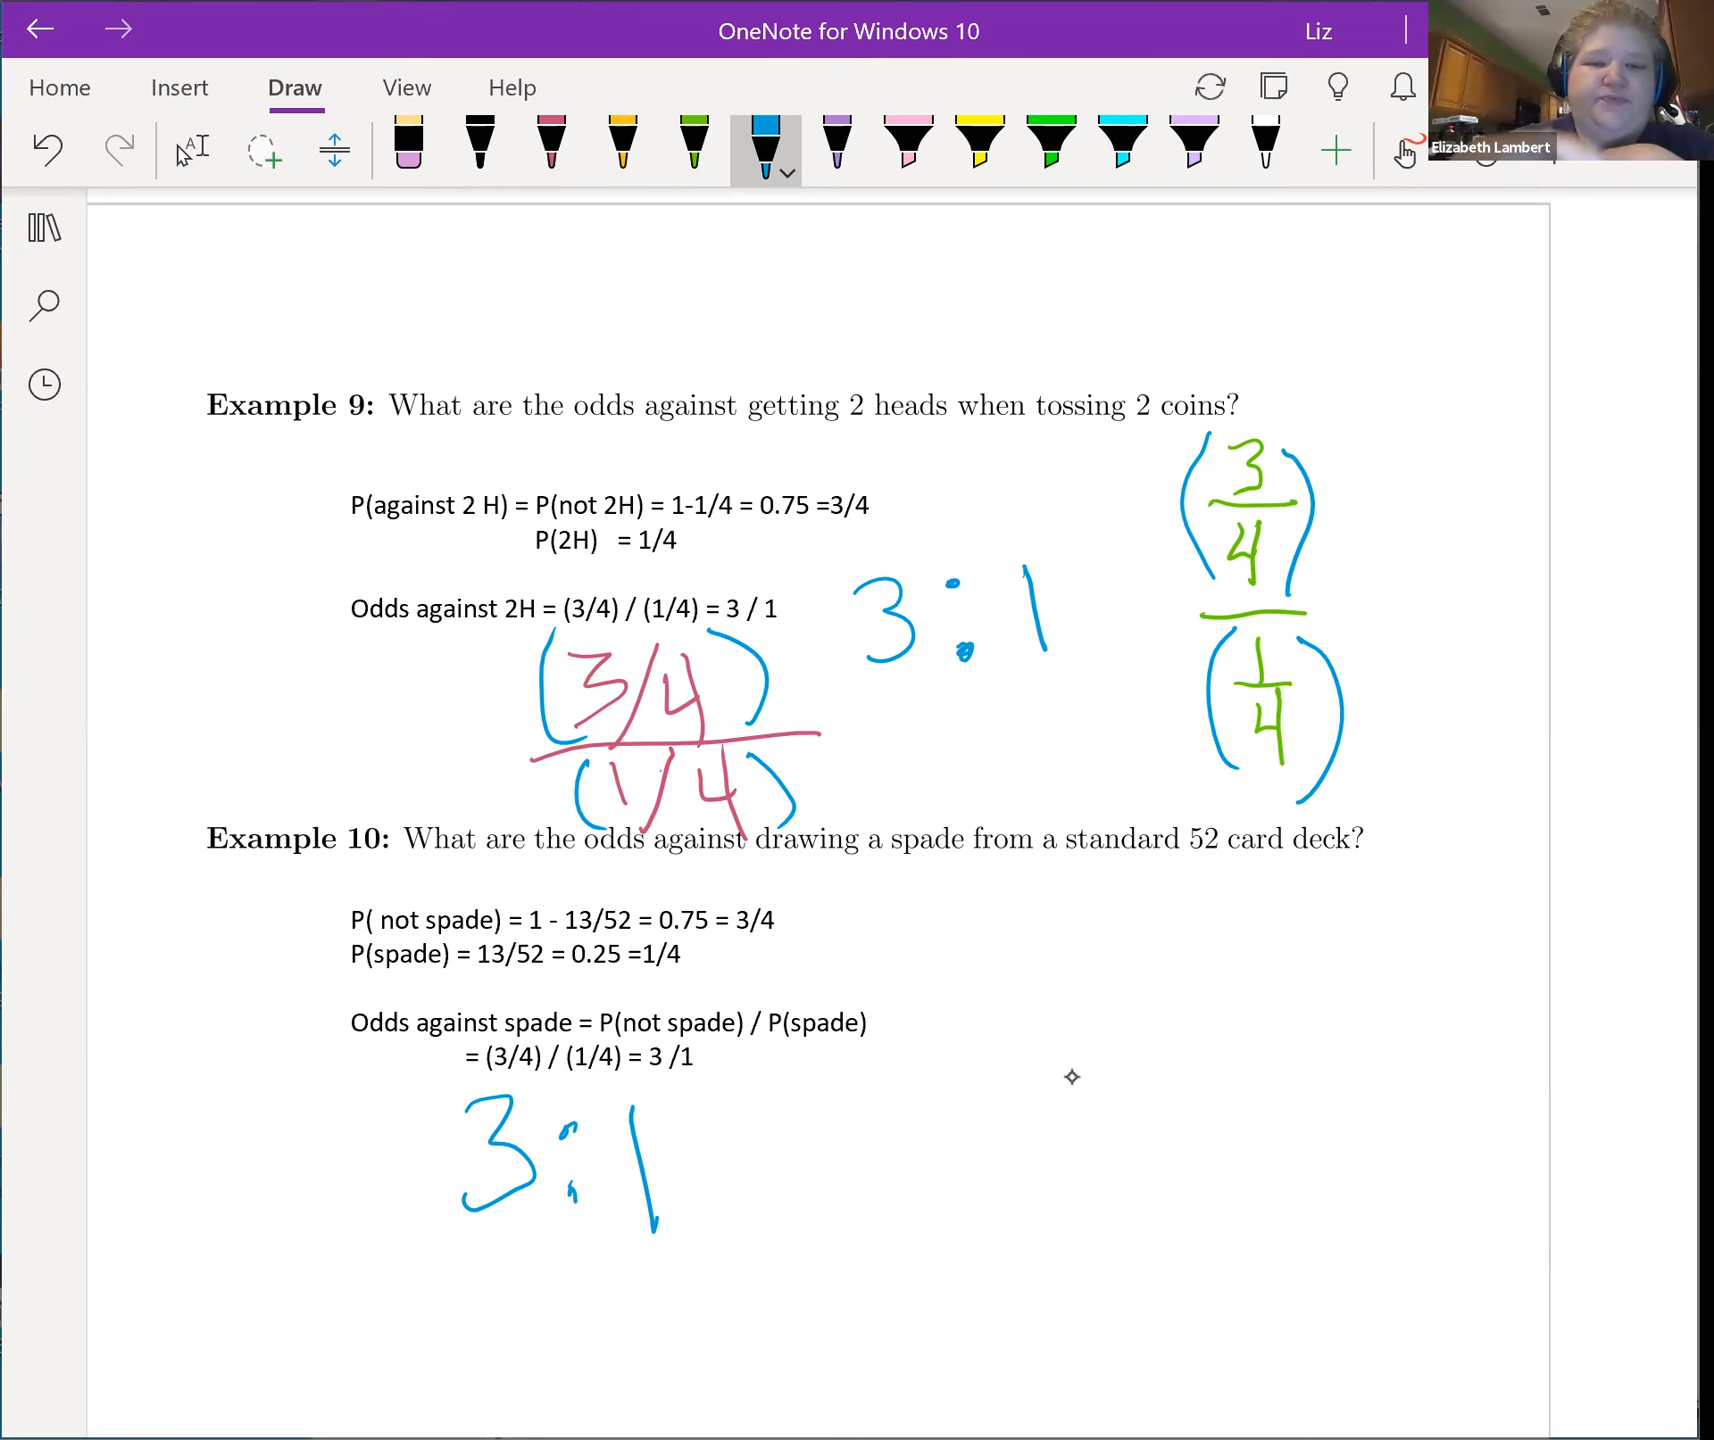 OneNote for Windows 10
Liz
Home Insert Draw View Help
Elizabeth Lambert
Example 9: What are the odds against getting 2 heads when tossing 2 coins?
P(against 2 H) = P(not 2H) = 1-1/4 = 0.75 =3/4
P(2H) = 1/4
Odds against 2H = (3/4) / (1/4) = 3 / 1
3:1
(3/4)
(1/4)
(3
4)
(1
4)
Example 10: What are the odds against drawing a spade from a standard 52 card deck?
P( not spade) = 1 - 13/52 = 0.75 = 3/4
P(spade) = 13/52 = 0.25 =1/4
Odds against spade = P(not spade) / P(spade)
= (3/4) / (1/4) = 3 /1
3:1